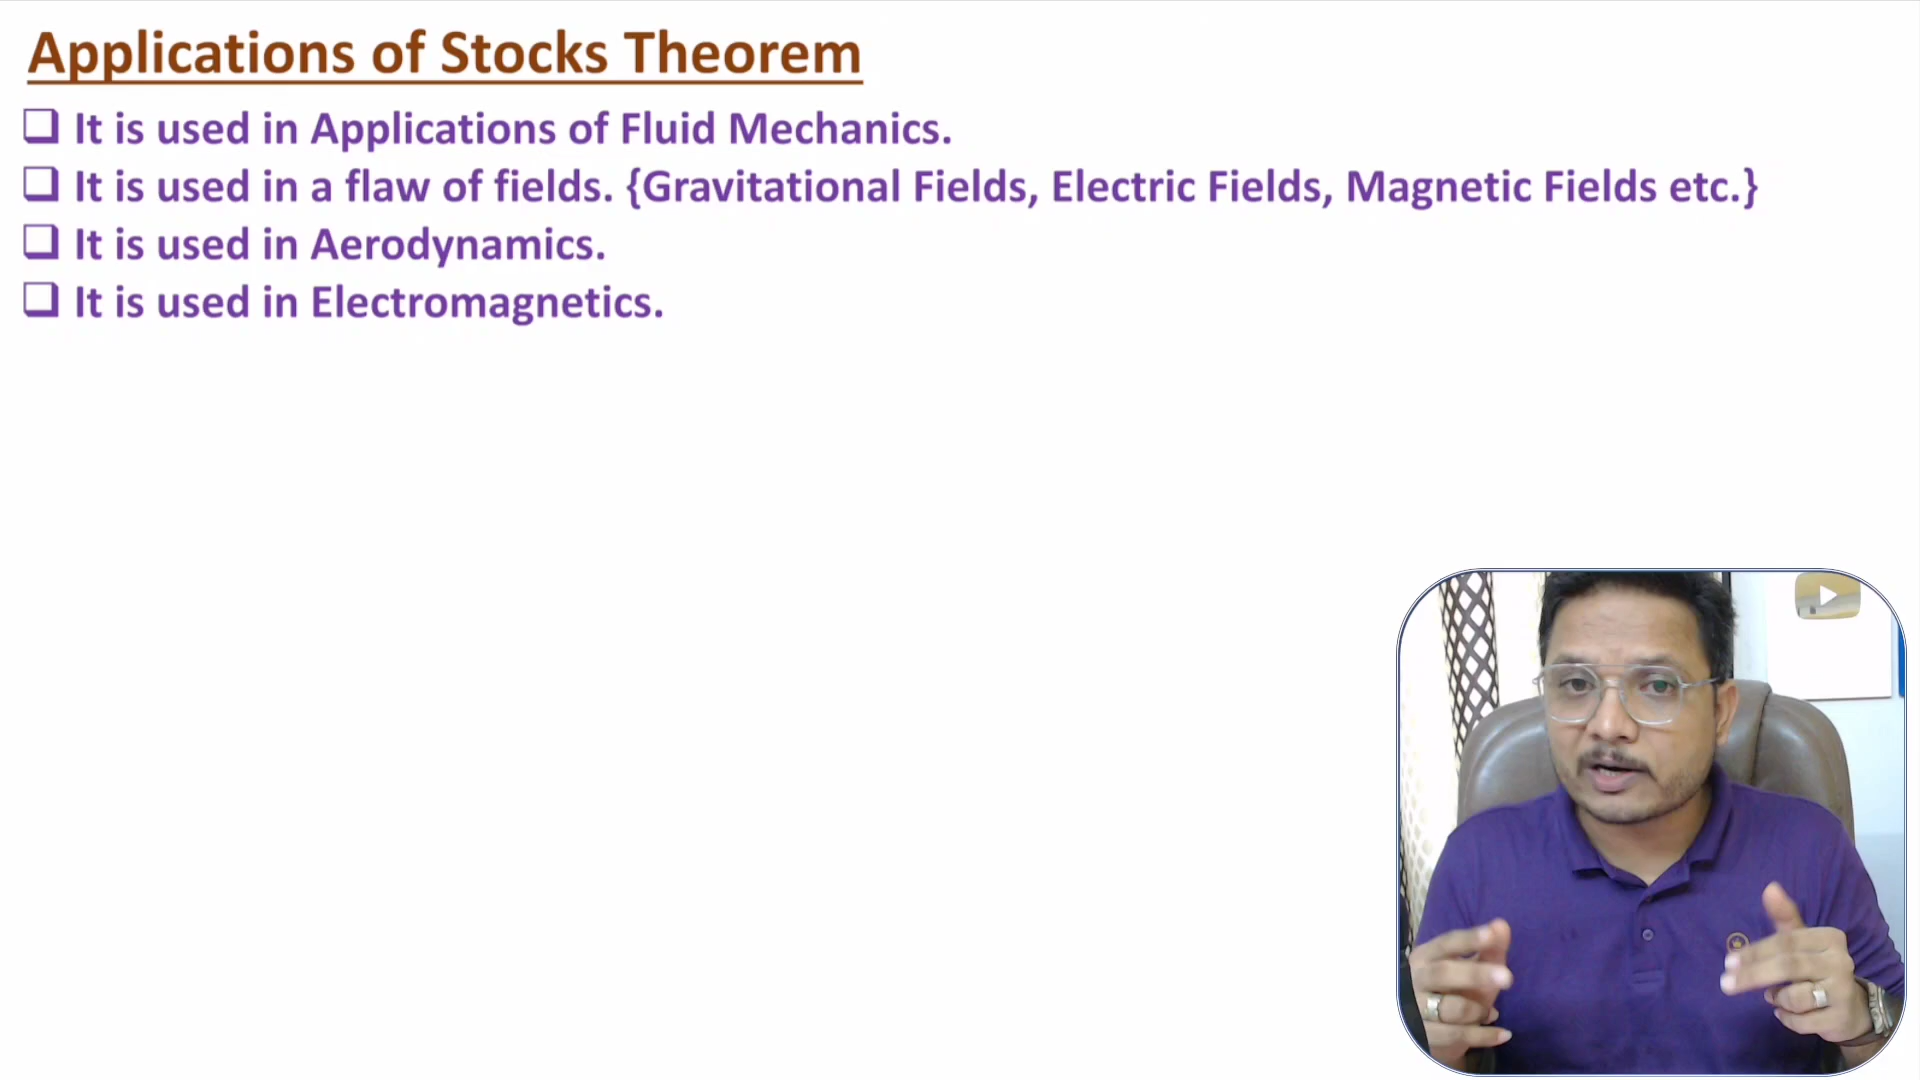 Applications of Stocks Theorem
❑ It is used in Applications of Fluid Mechanics.
❑ It is used in a flaw of fields. {Gravitational Fields, Electric Fields, Magnetic Fields etc.}
❑ It is used in Aerodynamics.
❑ It is used in Electromagnetics.